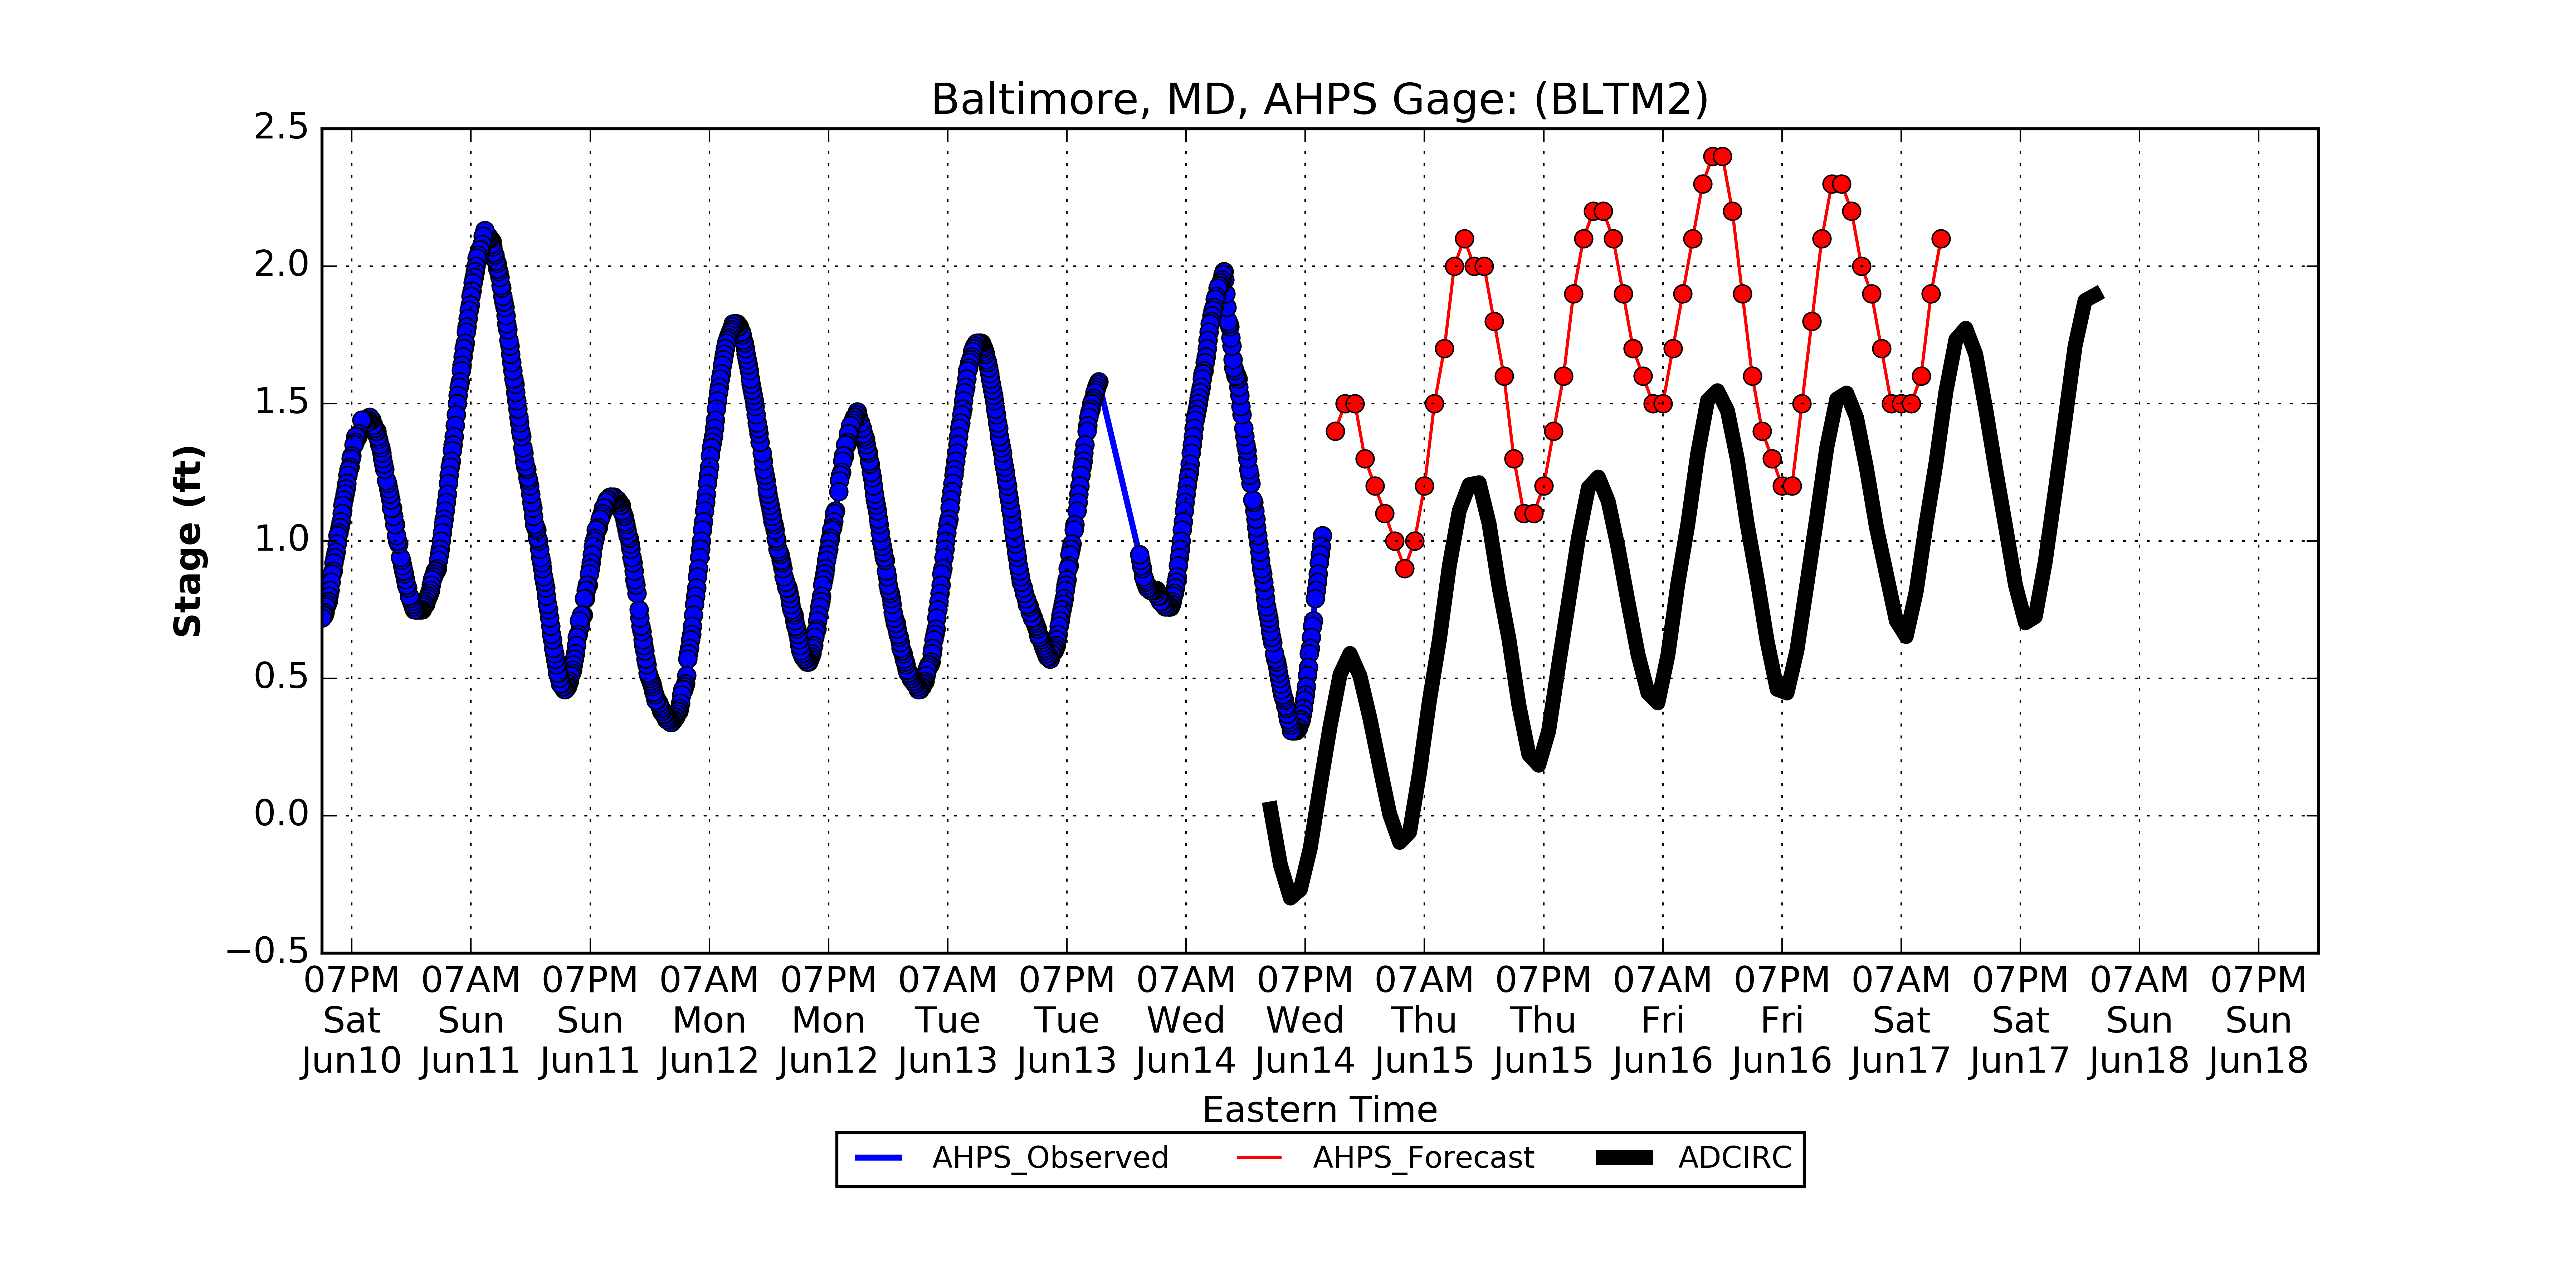 Baltimore, MD, AHPS Gage: (BLTM2)
2.5
2.0
1.5
1.0
0.5
0.0
−0.5
Stage (ft)
07PM 07AM 07PM 07AM 07PM 07AM 07PM 07AM 07PM 07AM 07PM 07AM 07PM 07AM 07PM 07AM 07PM
Sat Sun Sun Mon Mon Tue Tue Wed Wed Thu Thu Fri Fri Sat Sat Sun Sun
Jun10 Jun11 Jun11 Jun12 Jun12 Jun13 Jun13 Jun14 Jun14 Jun15 Jun15 Jun16 Jun16 Jun17 Jun17 Jun18 Jun18
Eastern Time
AHPS_Observed AHPS_Forecast ADCIRC